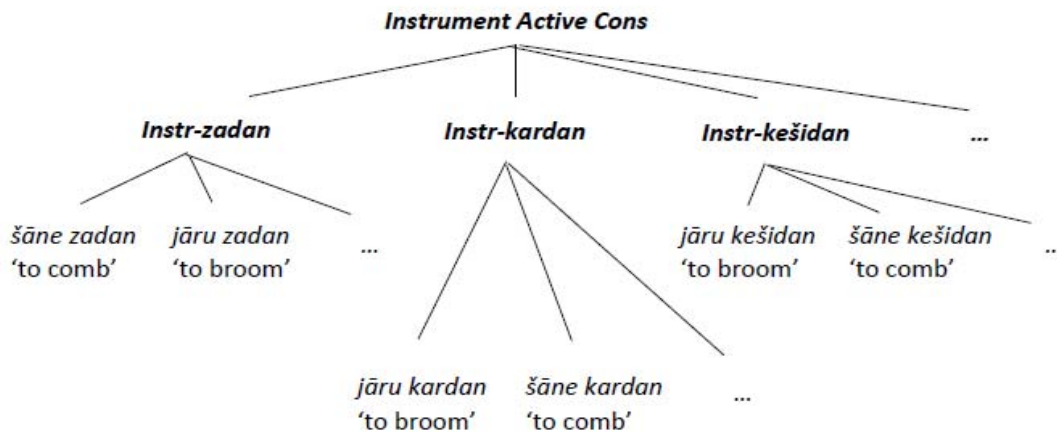 Instrument Active Cons
Instr-zadan Instr-kardan Instr-kešidan ...
šāne zadan jāru zadan ... jāru kešidan šāne kešidan ...
‘to comb’ ‘to broom’ ‘to broom’ ‘to comb’
jāru kardan šāne kardan ...
‘to broom’ ‘to comb’